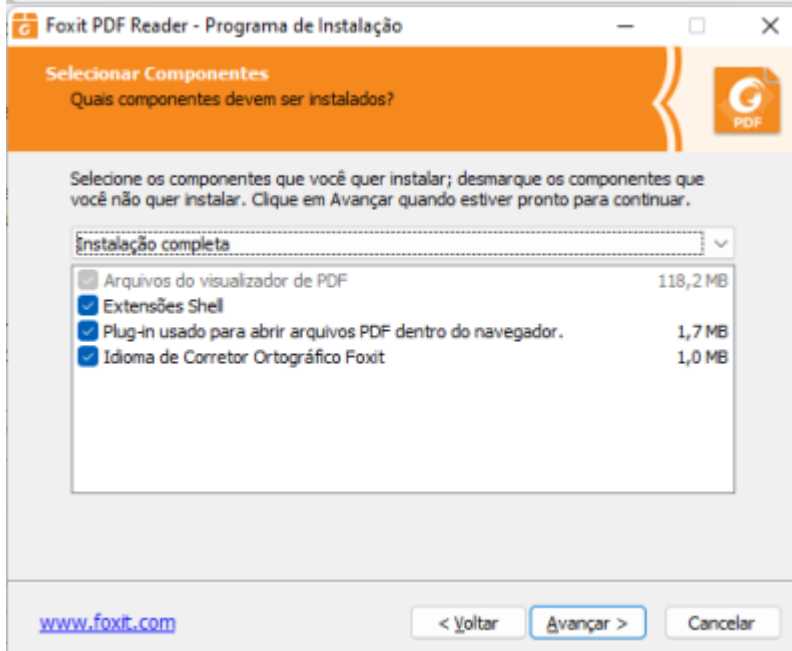 Foxit PDF Reader - Programa de Instalação
Selecionar Componentes
Quais componentes devem ser instalados?
PDF
Selecione os componentes que você quer instalar; desmarque os componentes que
você não quer instalar. Clique em Avançar quando estiver pronto para continuar.
Instalação completa
Arquivos do visualizador de PDF 118,2 MB
Extensões Shell
Plug-in usado para abrir arquivos PDF dentro do navegador. 1,7 MB
Idioma de Corretor Ortográfico Foxit 1,0 MB
www.foxit.com < Voltar Avançar > Cancelar